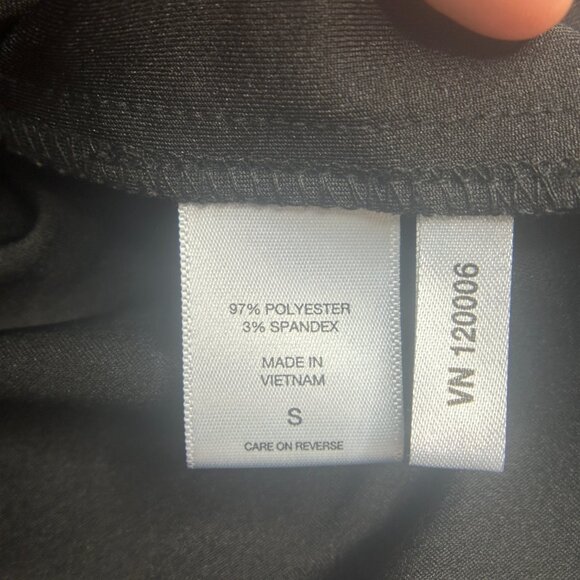 97% POLYESTER
3% SPANDEX
MADE IN
VIETNAM
S
CARE ON REVERSE
VN 120006